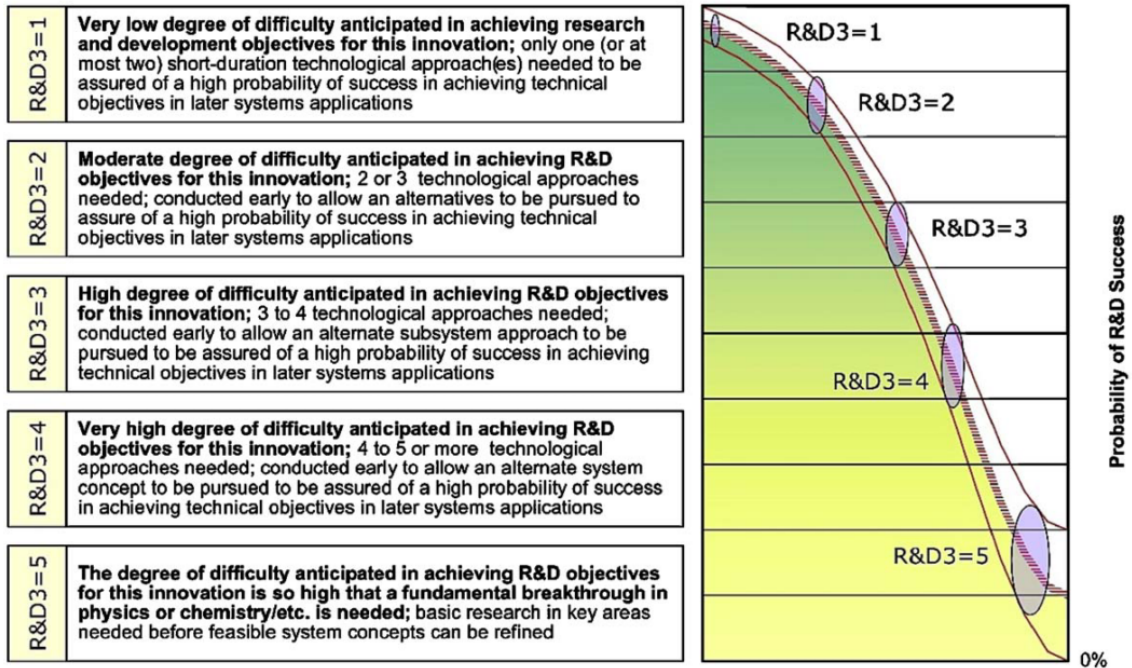 R&D3=1
Very low degree of difficulty anticipated in achieving research
and development objectives for this innovation; only one (or at
most two) short-duration technological approach(es) needed to be
assured of a high probability of success in achieving technical
objectives in later systems applications
R&D3=2
Moderate degree of difficulty anticipated in achieving R&D
objectives for this innovation; 2 or 3 technological approaches
needed; conducted early to allow an alternatives to be pursued to
assure of a high probability of success in achieving technical
objectives in later systems applications
R&D3=3
High degree of difficulty anticipated in achieving R&D objectives
for this innovation; 3 to 4 technological approaches needed;
conducted early to allow an alternate subsystem approach to be
pursued to be assured of a high probability of success in achieving
technical objectives in later systems applications
R&D3=4
Very high degree of difficulty anticipated in achieving R&D
objectives for this innovation; 4 to 5 or more technological
approaches needed; conducted early to allow an alternate system
concept to be pursued to be assured of a high probability of success
in achieving technical objectives in later systems applications
R&D3=5
The degree of difficulty anticipated in achieving R&D objectives
for this innovation is so high that a fundamental breakthrough in
physics or chemistry/etc. is needed; basic research in key areas
needed before feasible system concepts can be refined
R&D3=1
R&D3=2
R&D3=3
R&D3=4
R&D3=5
Probability of R&D Success
0%